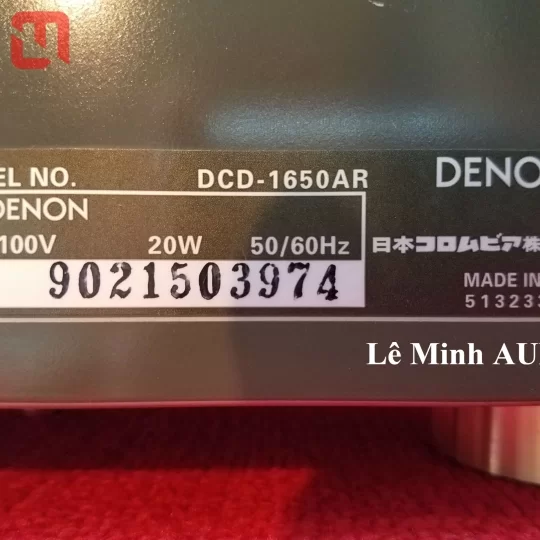 EL NO. DCD-1650AR
DENON
100V 20W 50/60Hz
9021503974
DENO
日本コロムビア株
MADE IN
513233
Lê Minh AU